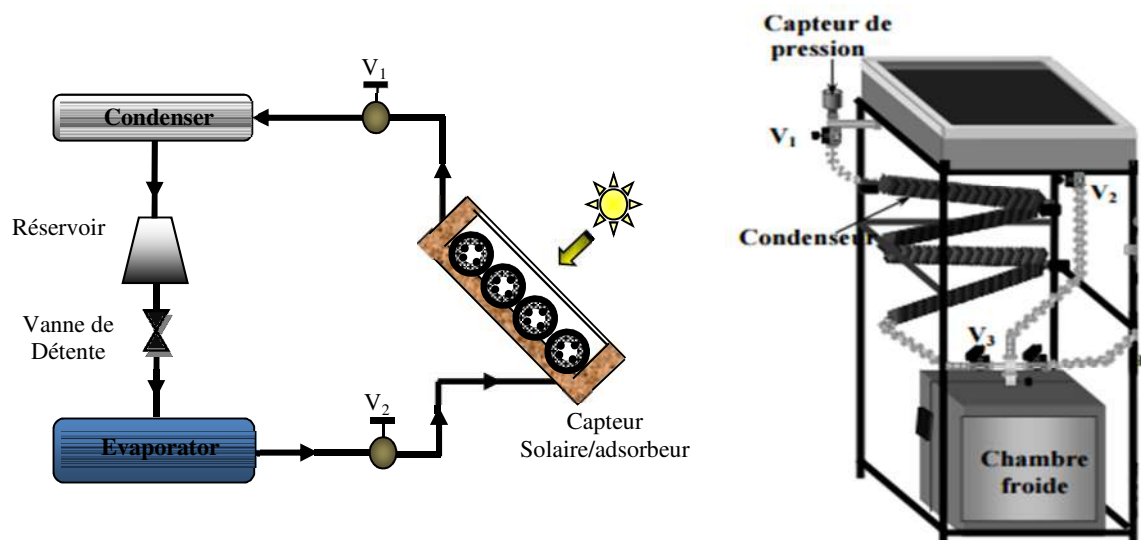 V₁
Condenser
Réservoir
Vanne de
Détente
Evaporator
V₂
Capteur
Solaire/adsorbeur
Capteur de
pression
V₁
V₂
Condenseur
V₃
Chambre
froide